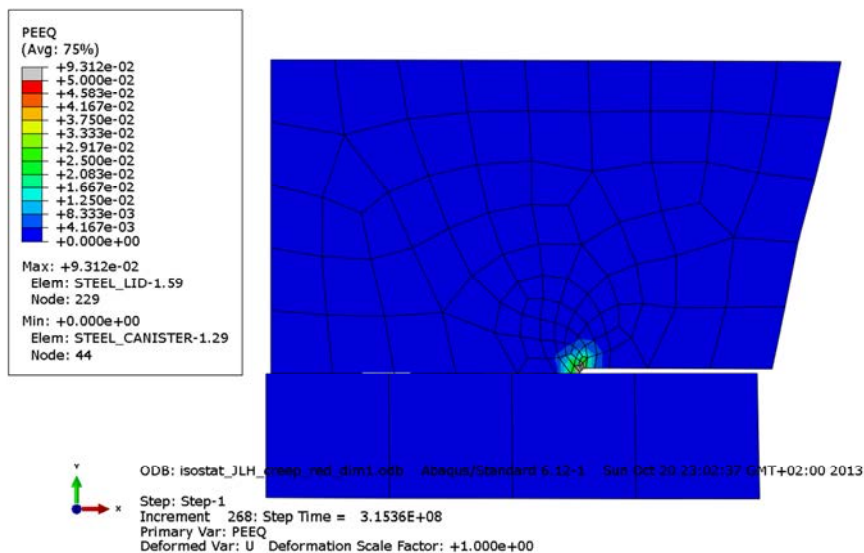 PEEQ
(Avg: 75%)
+9.312e-02
+5.000e-02
+4.583e-02
+4.167e-02
+3.750e-02
+3.333e-02
+2.917e-02
+2.500e-02
+2.083e-02
+1.667e-02
+1.250e-02
+8.333e-03
+4.167e-03
+0.000e+00
Max: +9.312e-02
Elem: STEEL_LID-1.59
Node: 229
Min: +0.000e+00
Elem: STEEL_CANISTER-1.29
Node: 44
Y
X
ODB: isostat_JLH_creep_red_dim1.odb Abaqus/Standard 6.12-1 Sun Oct 20 23:02:37 GMT+02:00 2013
Step: Step-1
Increment 268: Step Time = 3.1536E+08
Primary Var: PEEQ
Deformed Var: U Deformation Scale Factor: +1.000e+00